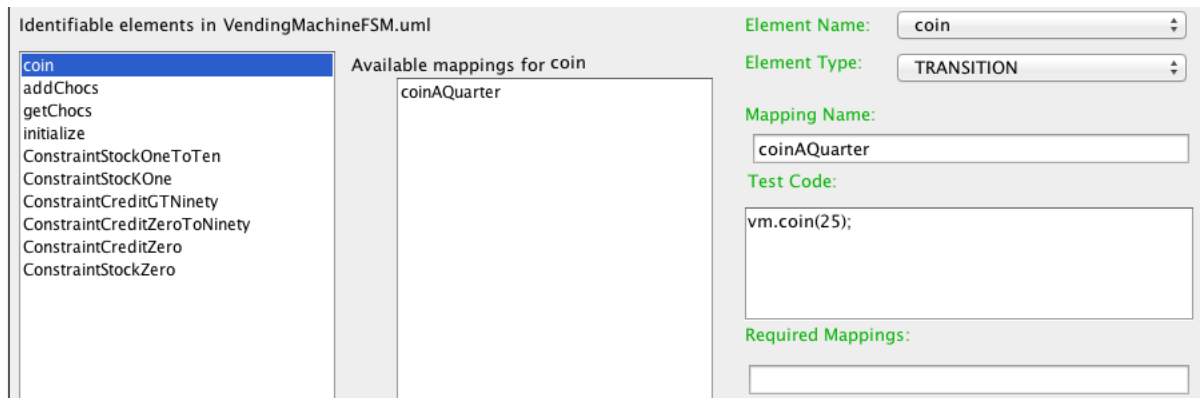 Identifiable elements in VendingMachineFSM.uml
coin
addChocs
getChocs
initialize
ConstraintStockOneToTen
ConstraintStocKOne
ConstraintCreditGTNinety
ConstraintCreditZeroToNinety
ConstraintCreditZero
ConstraintStockZero
Available mappings for coin
coinAQuarter
Element Name: coin
Element Type: TRANSITION
Mapping Name:
coinAQuarter
Test Code:
vm.coin(25);
Required Mappings: